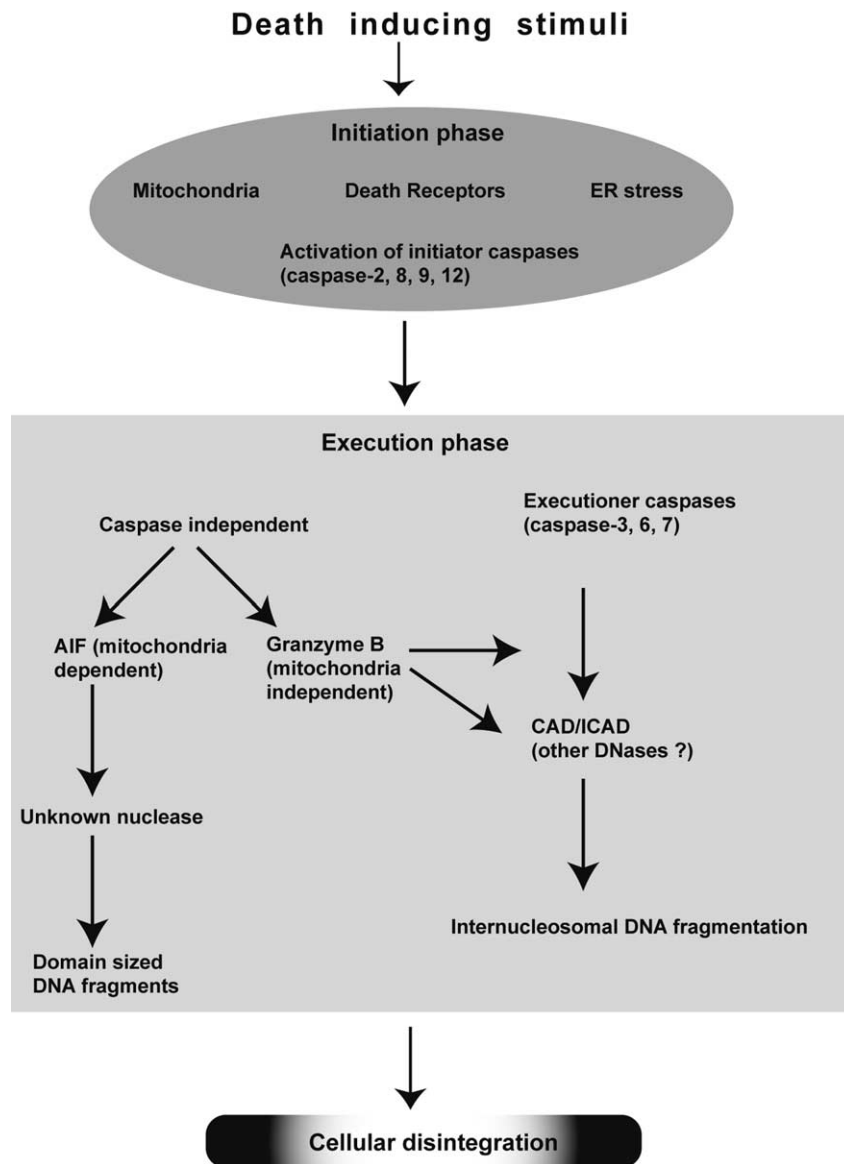 Death inducing stimuli
Initiation phase
Mitochondria
Death Receptors
ER stress
Activation of initiator caspases
(caspase-2, 8, 9, 12)
Execution phase
Caspase independent
Executioner caspases
(caspase-3, 6, 7)
AIF (mitochondria
dependent)
Granzyme B
(mitochondria
independent)
CAD/ICAD
(other DNases ?)
Unknown nuclease
Internucleosomal DNA fragmentation
Domain sized
DNA fragments
Cellular disintegration